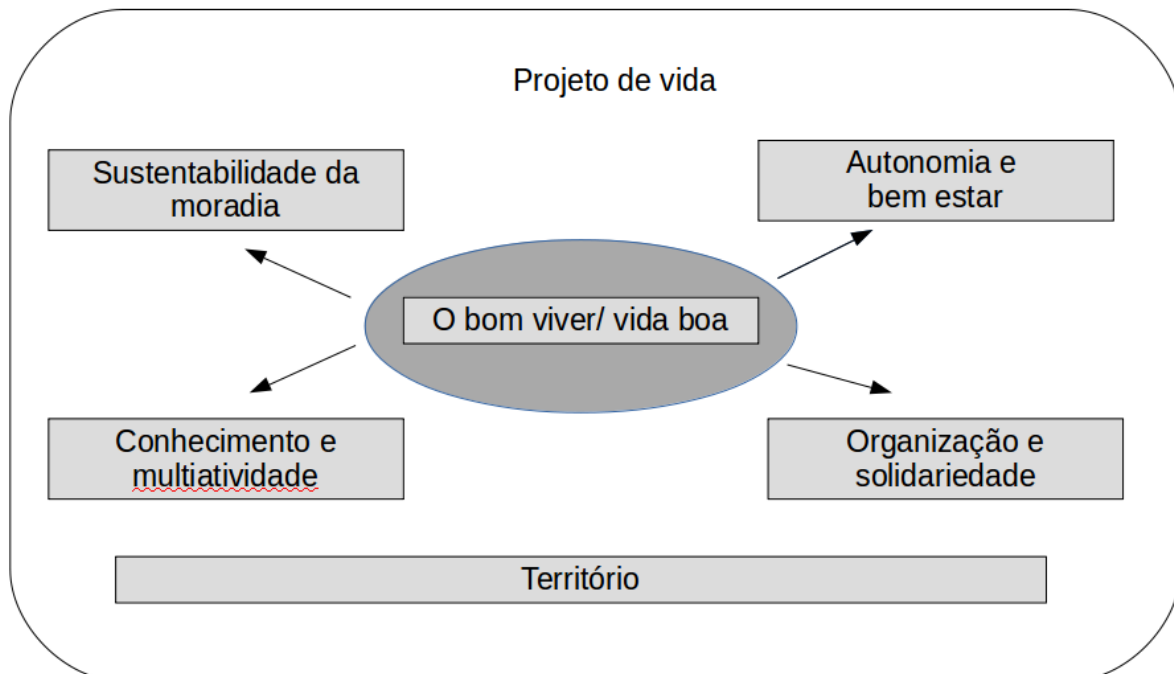 Projeto de vida
Sustentabilidade da
moradia
Autonomia e
bem estar
O bom viver/ vida boa
Conhecimento e
multiatividade
Organização e
solidariedade
Território